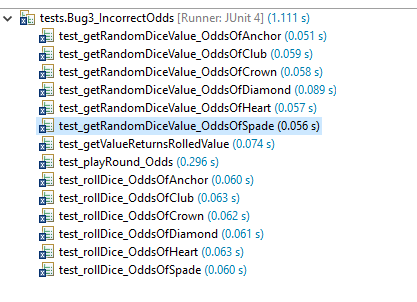 tests.Bug3_IncorrectOdds [Runner: JUnit 4] (1.111 s)
test_getRandomDiceValue_OddsOfAnchor (0.051 s)
test_getRandomDiceValue_OddsOfClub (0.059 s)
test_getRandomDiceValue_OddsOfCrown (0.058 s)
test_getRandomDiceValue_OddsOfDiamond (0.089 s)
test_getRandomDiceValue_OddsOfHeart (0.057 s)
test_getRandomDiceValue_OddsOfSpade (0.056 s)
test_getValueReturnsRolledValue (0.074 s)
test_playRound_Odds (0.296 s)
test_rollDice_OddsOfAnchor (0.060 s)
test_rollDice_OddsOfClub (0.063 s)
test_rollDice_OddsOfCrown (0.062 s)
test_rollDice_OddsOfDiamond (0.061 s)
test_rollDice_OddsOfHeart (0.063 s)
test_rollDice_OddsOfSpade (0.060 s)